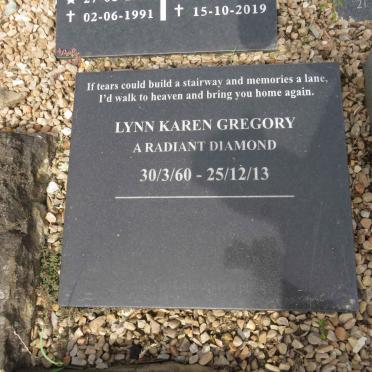 ✝ 02-06-1991 ✝ 15-10-2019
If tears could build a stairway and memories a lane,
I'd walk to heaven and bring you home again.
LYNN KAREN GREGORY
A RADIANT DIAMOND
30/3/60 - 25/12/13